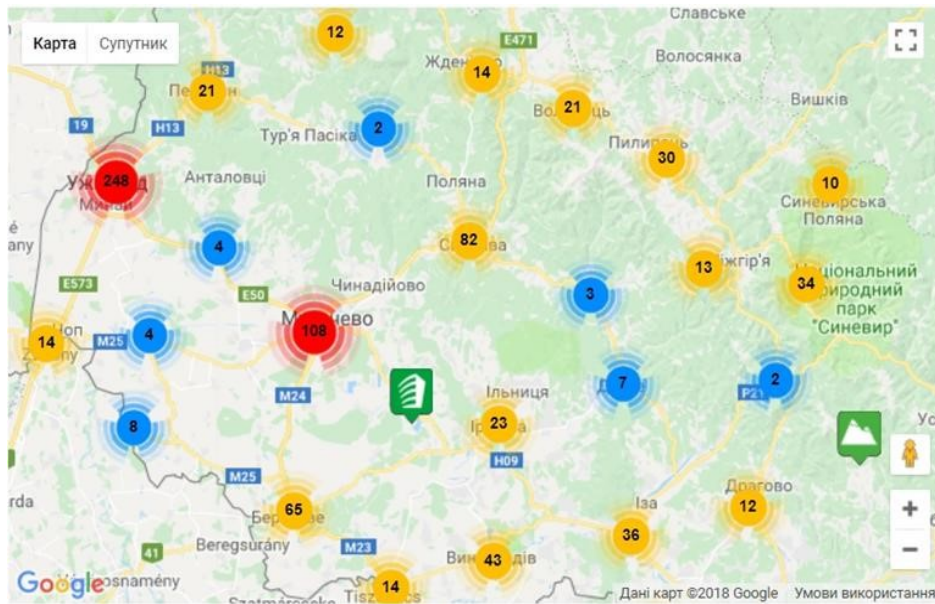 Славське
12
Карта Супутник
E471
Волосянка
Жденієво
14
H13
21
Вишків
21
19
H13
Тур'я Пасіка
2
Пилипець
30
248
Анталовці
Поляна
10
Синевирська
Поляна
4
82
13
Міжгір'я
Національний
природний
парк
"Синевир"
34
E573
E50
Чинадійово
3
108
14
M25
4
M24
7
2
P21
Ільниця
23
8
H09
M25
Драгово
12
65
Іза
36
Beregsurány
41
M23
43
14
Google
Дані карт ©2018 Google
Умови використання